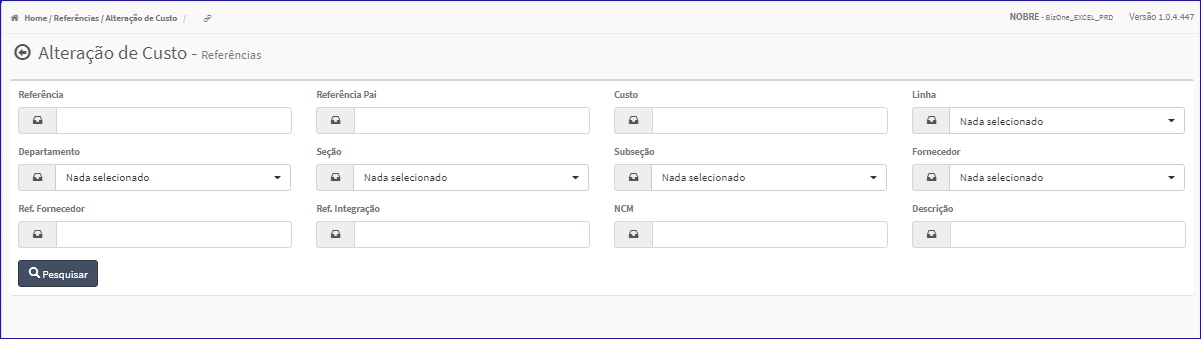 Home / Referências / Alteração de Custo /
NOBRE - BizOne_EXCEL_PRD Versão 1.0.4.447
Alteração de Custo - Referências
Referência Referência Pai Custo Linha
Nada selecionado
Departamento Seção Subseção Fornecedor
Nada selecionado Nada selecionado Nada selecionado Nada selecionado
Ref. Fornecedor Ref. Integração NCM Descrição
Pesquisar